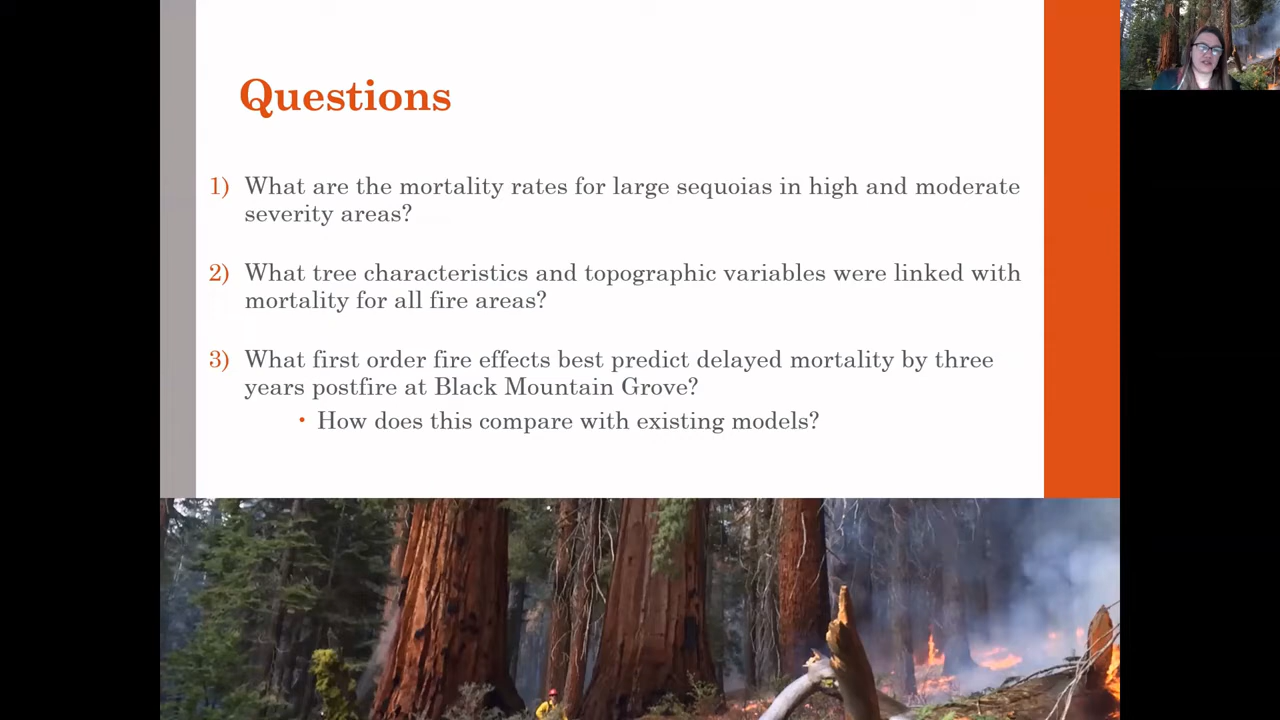 Questions
1) What are the mortality rates for large sequoias in high and moderate
severity areas?
2) What tree characteristics and topographic variables were linked with
mortality for all fire areas?
3) What first order fire effects best predict delayed mortality by three
years postfire at Black Mountain Grove?
• How does this compare with existing models?